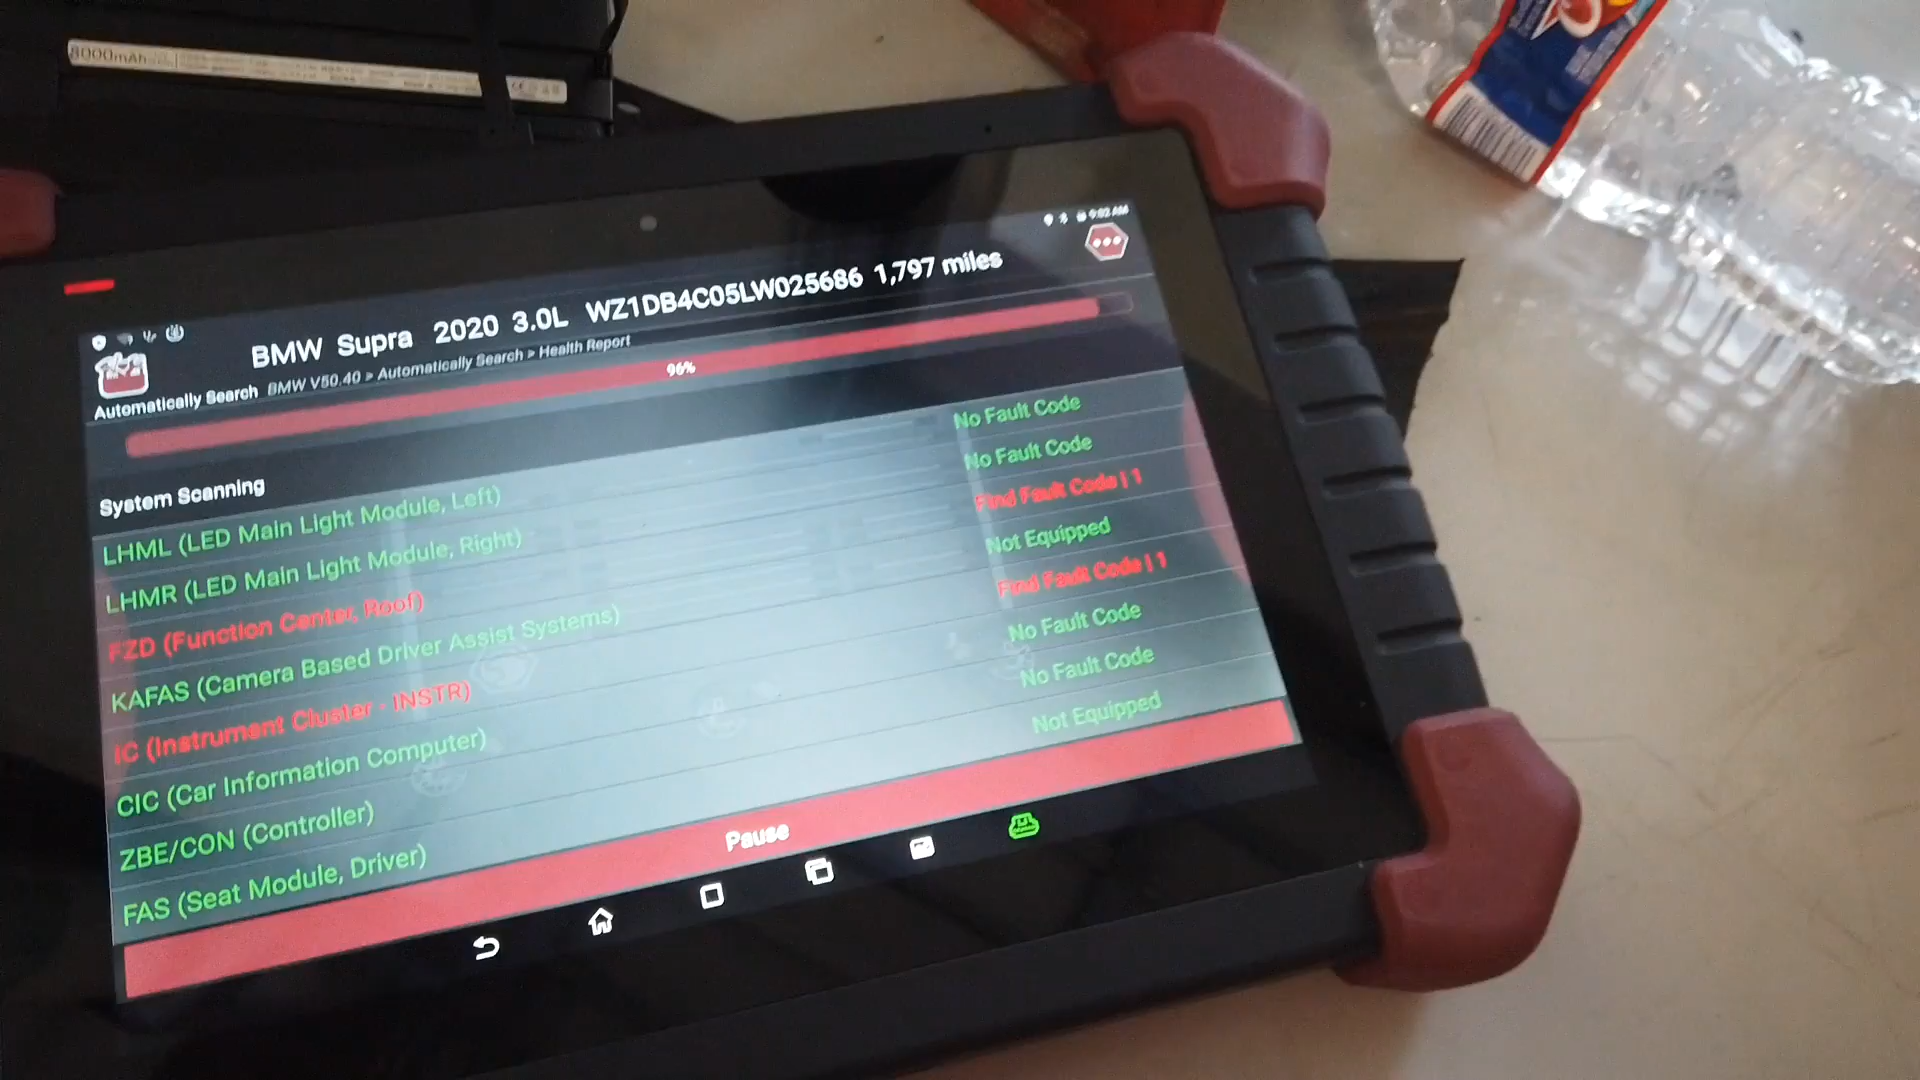 8000mAh
9:02 AM
BMW Supra 2020 3.0L WZ1DB4C05LW025686 1,797 miles
Automatically Search BMW V50.40 > Automatically Search > Health Report
96%
System Scanning
LHML (LED Main Light Module, Left) No Fault Code
LHMR (LED Main Light Module, Right) No Fault Code
FZD (Function Center, Roof) Find Fault Code | 1
KAFAS (Camera Based Driver Assist Systems) Not Equipped
IC (Instrument Cluster - INSTR) Find Fault Code | 1
CIC (Car Information Computer) No Fault Code
ZBE/CON (Controller) No Fault Code
FAS (Seat Module, Driver) Not Equipped
Pause